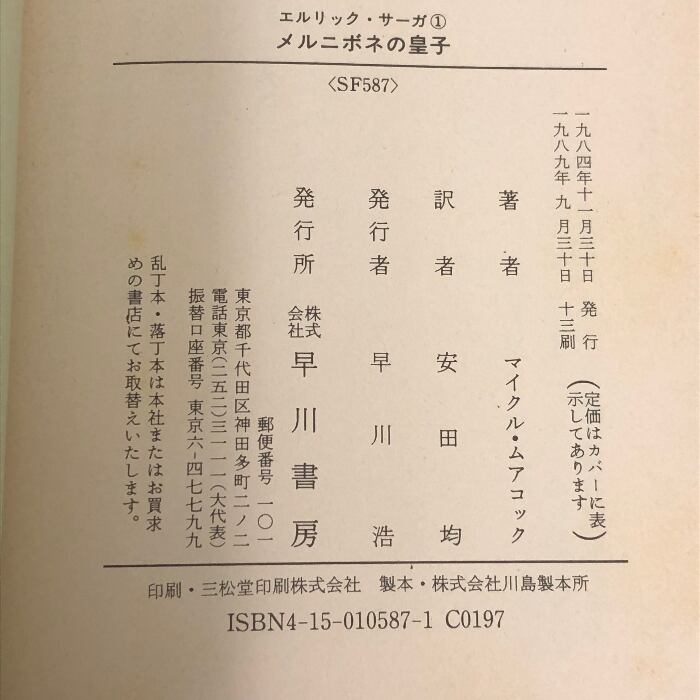 エルリック・サーガ①
メルニボネの皇子
〈SF587〉
一九八四年十一月三十日 発行
一九八九年 九 月三十日 十三刷
(定価はカバーに表
示してあります)
著者 マイクル・ムアコック
訳者 安田均
発行者 早川浩
発行所 株式会社 早川書房
郵便番号 一〇一
東京都千代田区神田多町二ノ二
電話東京(二五二)三一一一(大代表)
振替口座番号 東京六-四七七九九
乱丁本・落丁本は本社またはお買求
めの書店にてお取替えいたします。
印刷・三松堂印刷株式会社 製本・株式会社川島製本所
ISBN4-15-010587-1 C0197